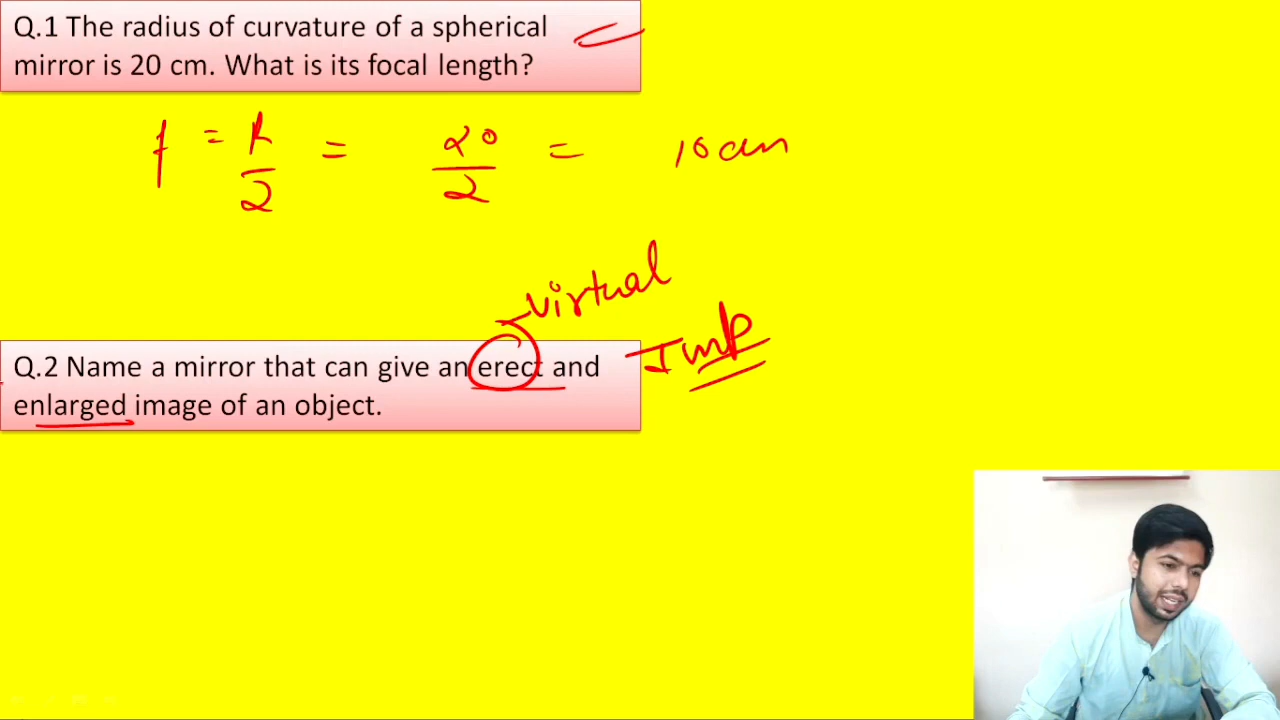 Q.1 The radius of curvature of a spherical
mirror is 20 cm. What is its focal length?
f = R/2 = 20/2 = 10 cm
virtual
Q.2 Name a mirror that can give an erect and
Imp
enlarged image of an object.